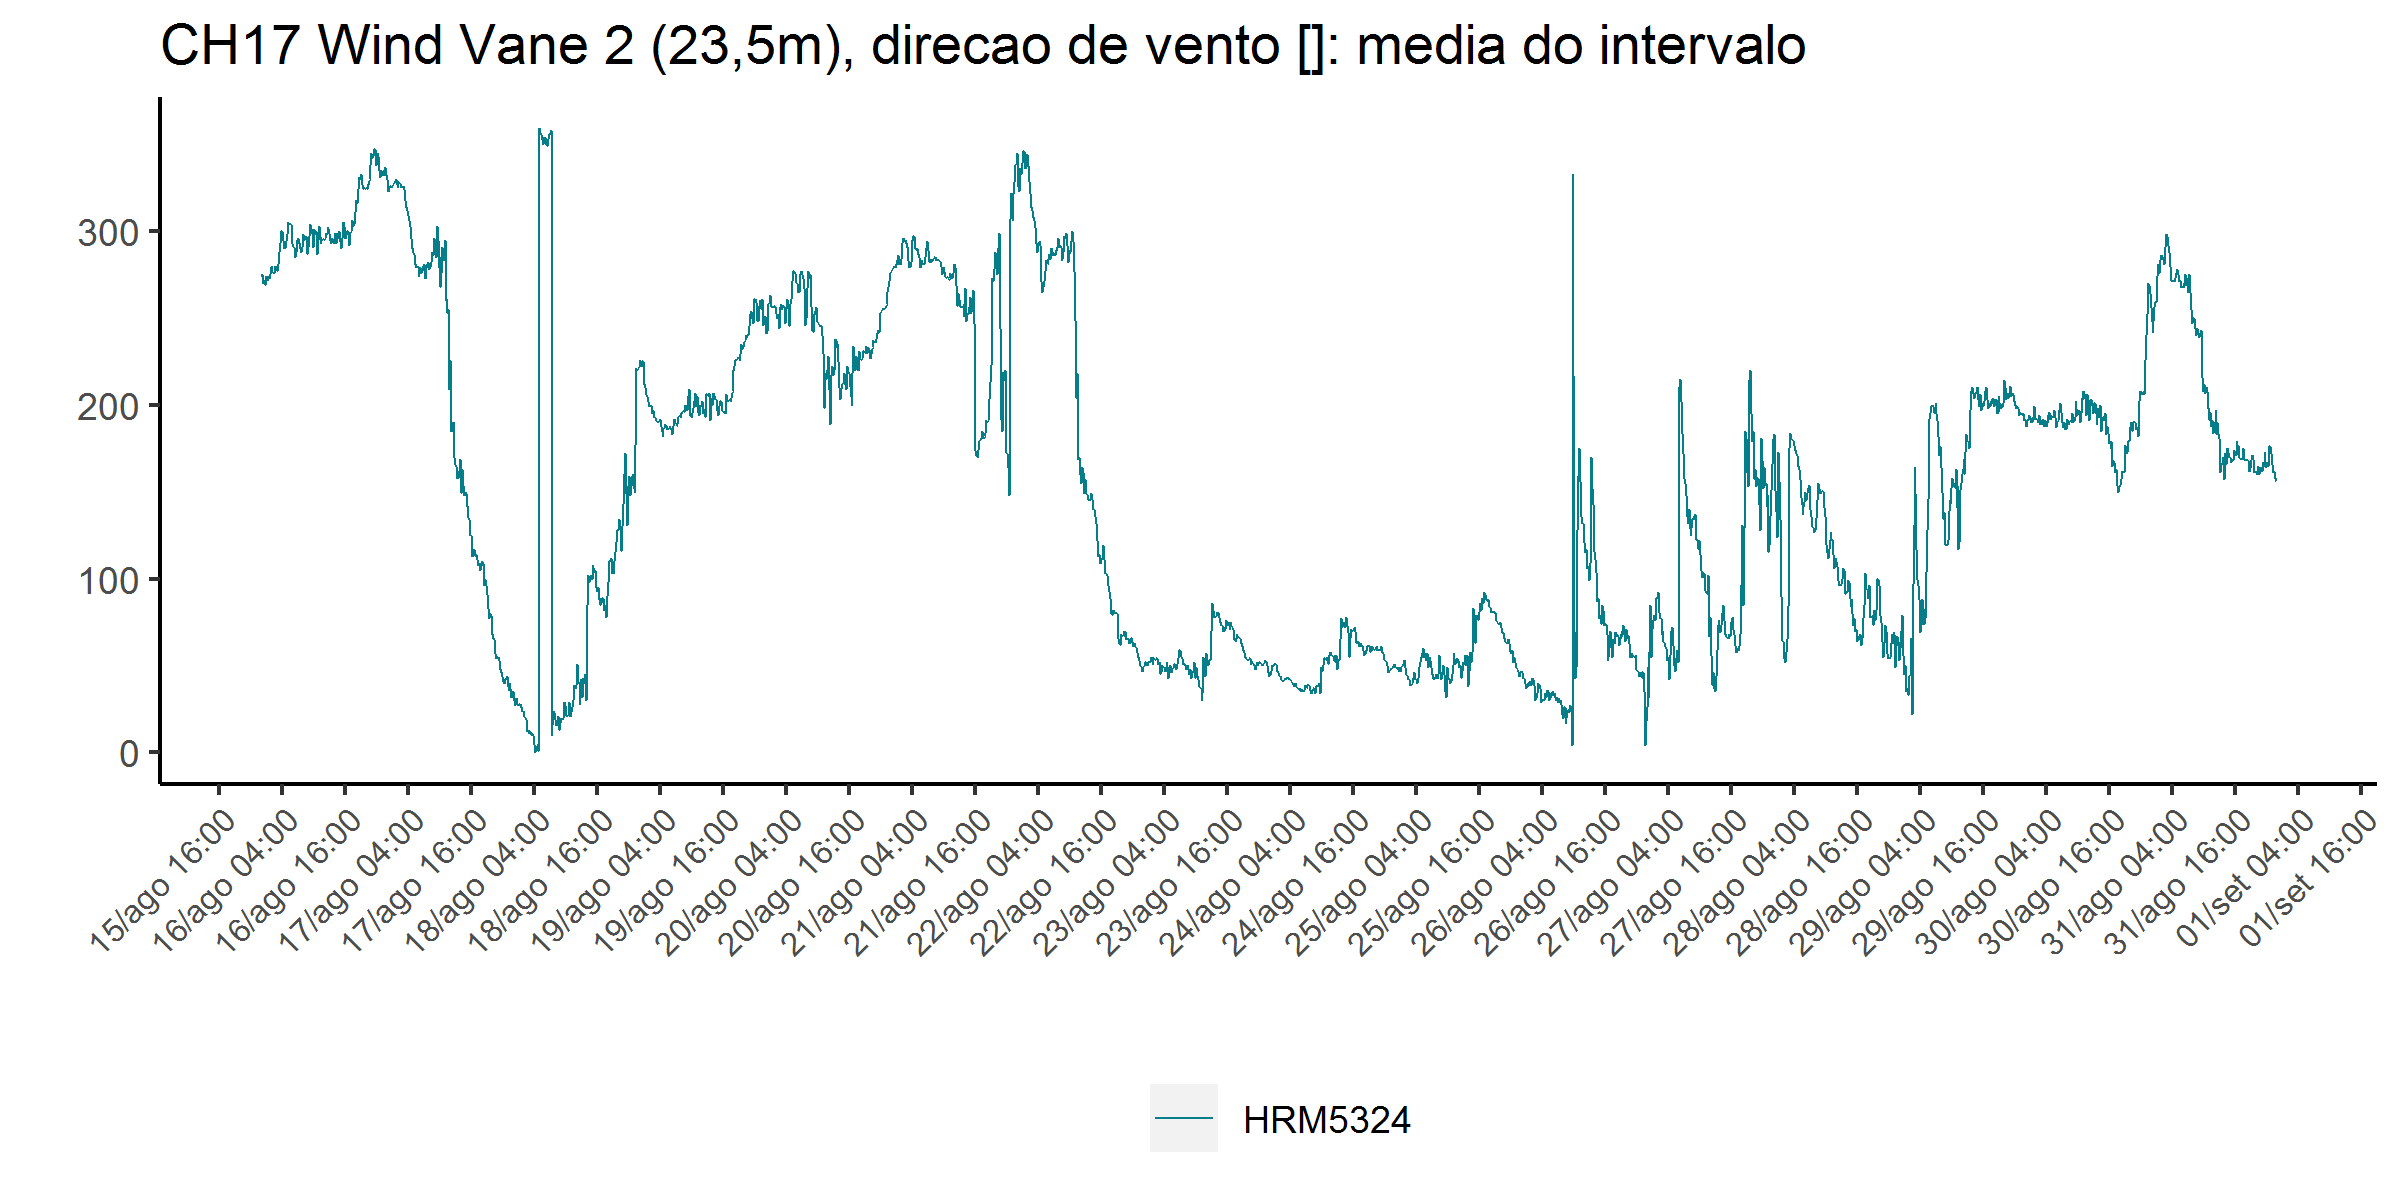 CH17 Wind Vane 2 (23,5m), direcao de vento []: media do intervalo
300
200
100
0
15/ago 16:00
16/ago 04:00
16/ago 16:00
17/ago 04:00
17/ago 16:00
18/ago 04:00
18/ago 16:00
19/ago 04:00
19/ago 16:00
20/ago 04:00
20/ago 16:00
21/ago 04:00
21/ago 16:00
22/ago 04:00
22/ago 16:00
23/ago 04:00
23/ago 16:00
24/ago 04:00
24/ago 16:00
25/ago 04:00
25/ago 16:00
26/ago 04:00
26/ago 16:00
27/ago 04:00
27/ago 16:00
28/ago 04:00
28/ago 16:00
29/ago 04:00
29/ago 16:00
30/ago 04:00
30/ago 16:00
31/ago 04:00
31/ago 16:00
01/set 04:00
01/set 16:00
HRM5324